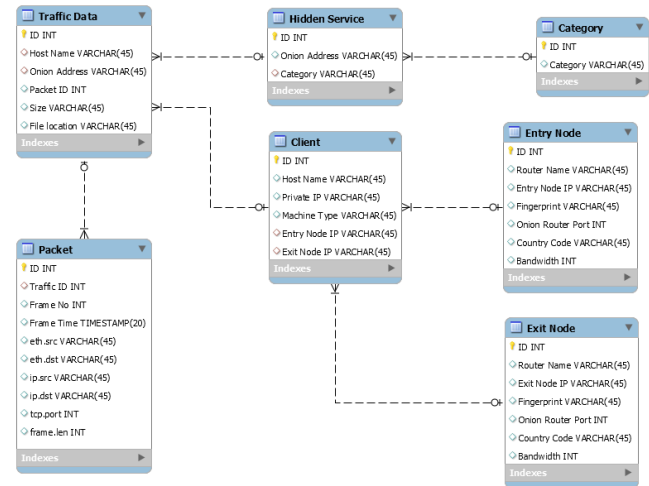 Traffic Data
ID INT
Host Name VARCHAR(45)
Onion Address VARCHAR(45)
Packet ID INT
Size VARCHAR(45)
File location VARCHAR(45)
Indexes
Hidden Service
ID INT
Onion Address VARCHAR(45)
Category VARCHAR(45)
Indexes
Category
ID INT
Category VARCHAR(45)
Indexes
Client
ID INT
Host Name VARCHAR(45)
Private IP VARCHAR(45)
Machine Type VARCHAR(45)
Entry Node IP VARCHAR(45)
Exit Node IP VARCHAR(45)
Indexes
Entry Node
ID INT
Router Name VARCHAR(45)
Entry Node IP VARCHAR(45)
Fingerprint VARCHAR(45)
Onion Router Port INT
Country Code VARCHAR(45)
Bandwidth INT
Indexes
Packet
ID INT
Traffic ID INT
Frame No INT
Frame Time TIMESTAMP(20)
eth.src VARCHAR(45)
eth.dst VARCHAR(45)
ip.src VARCHAR(45)
ip.dst VARCHAR(45)
tcp.port INT
frame.len INT
Indexes
Exit Node
ID INT
Router Name VARCHAR(45)
Exit Node IP VARCHAR(45)
Fingerprint VARCHAR(45)
Onion Router Port INT
Country Code VARCHAR(45)
Bandwidth INT
Indexes